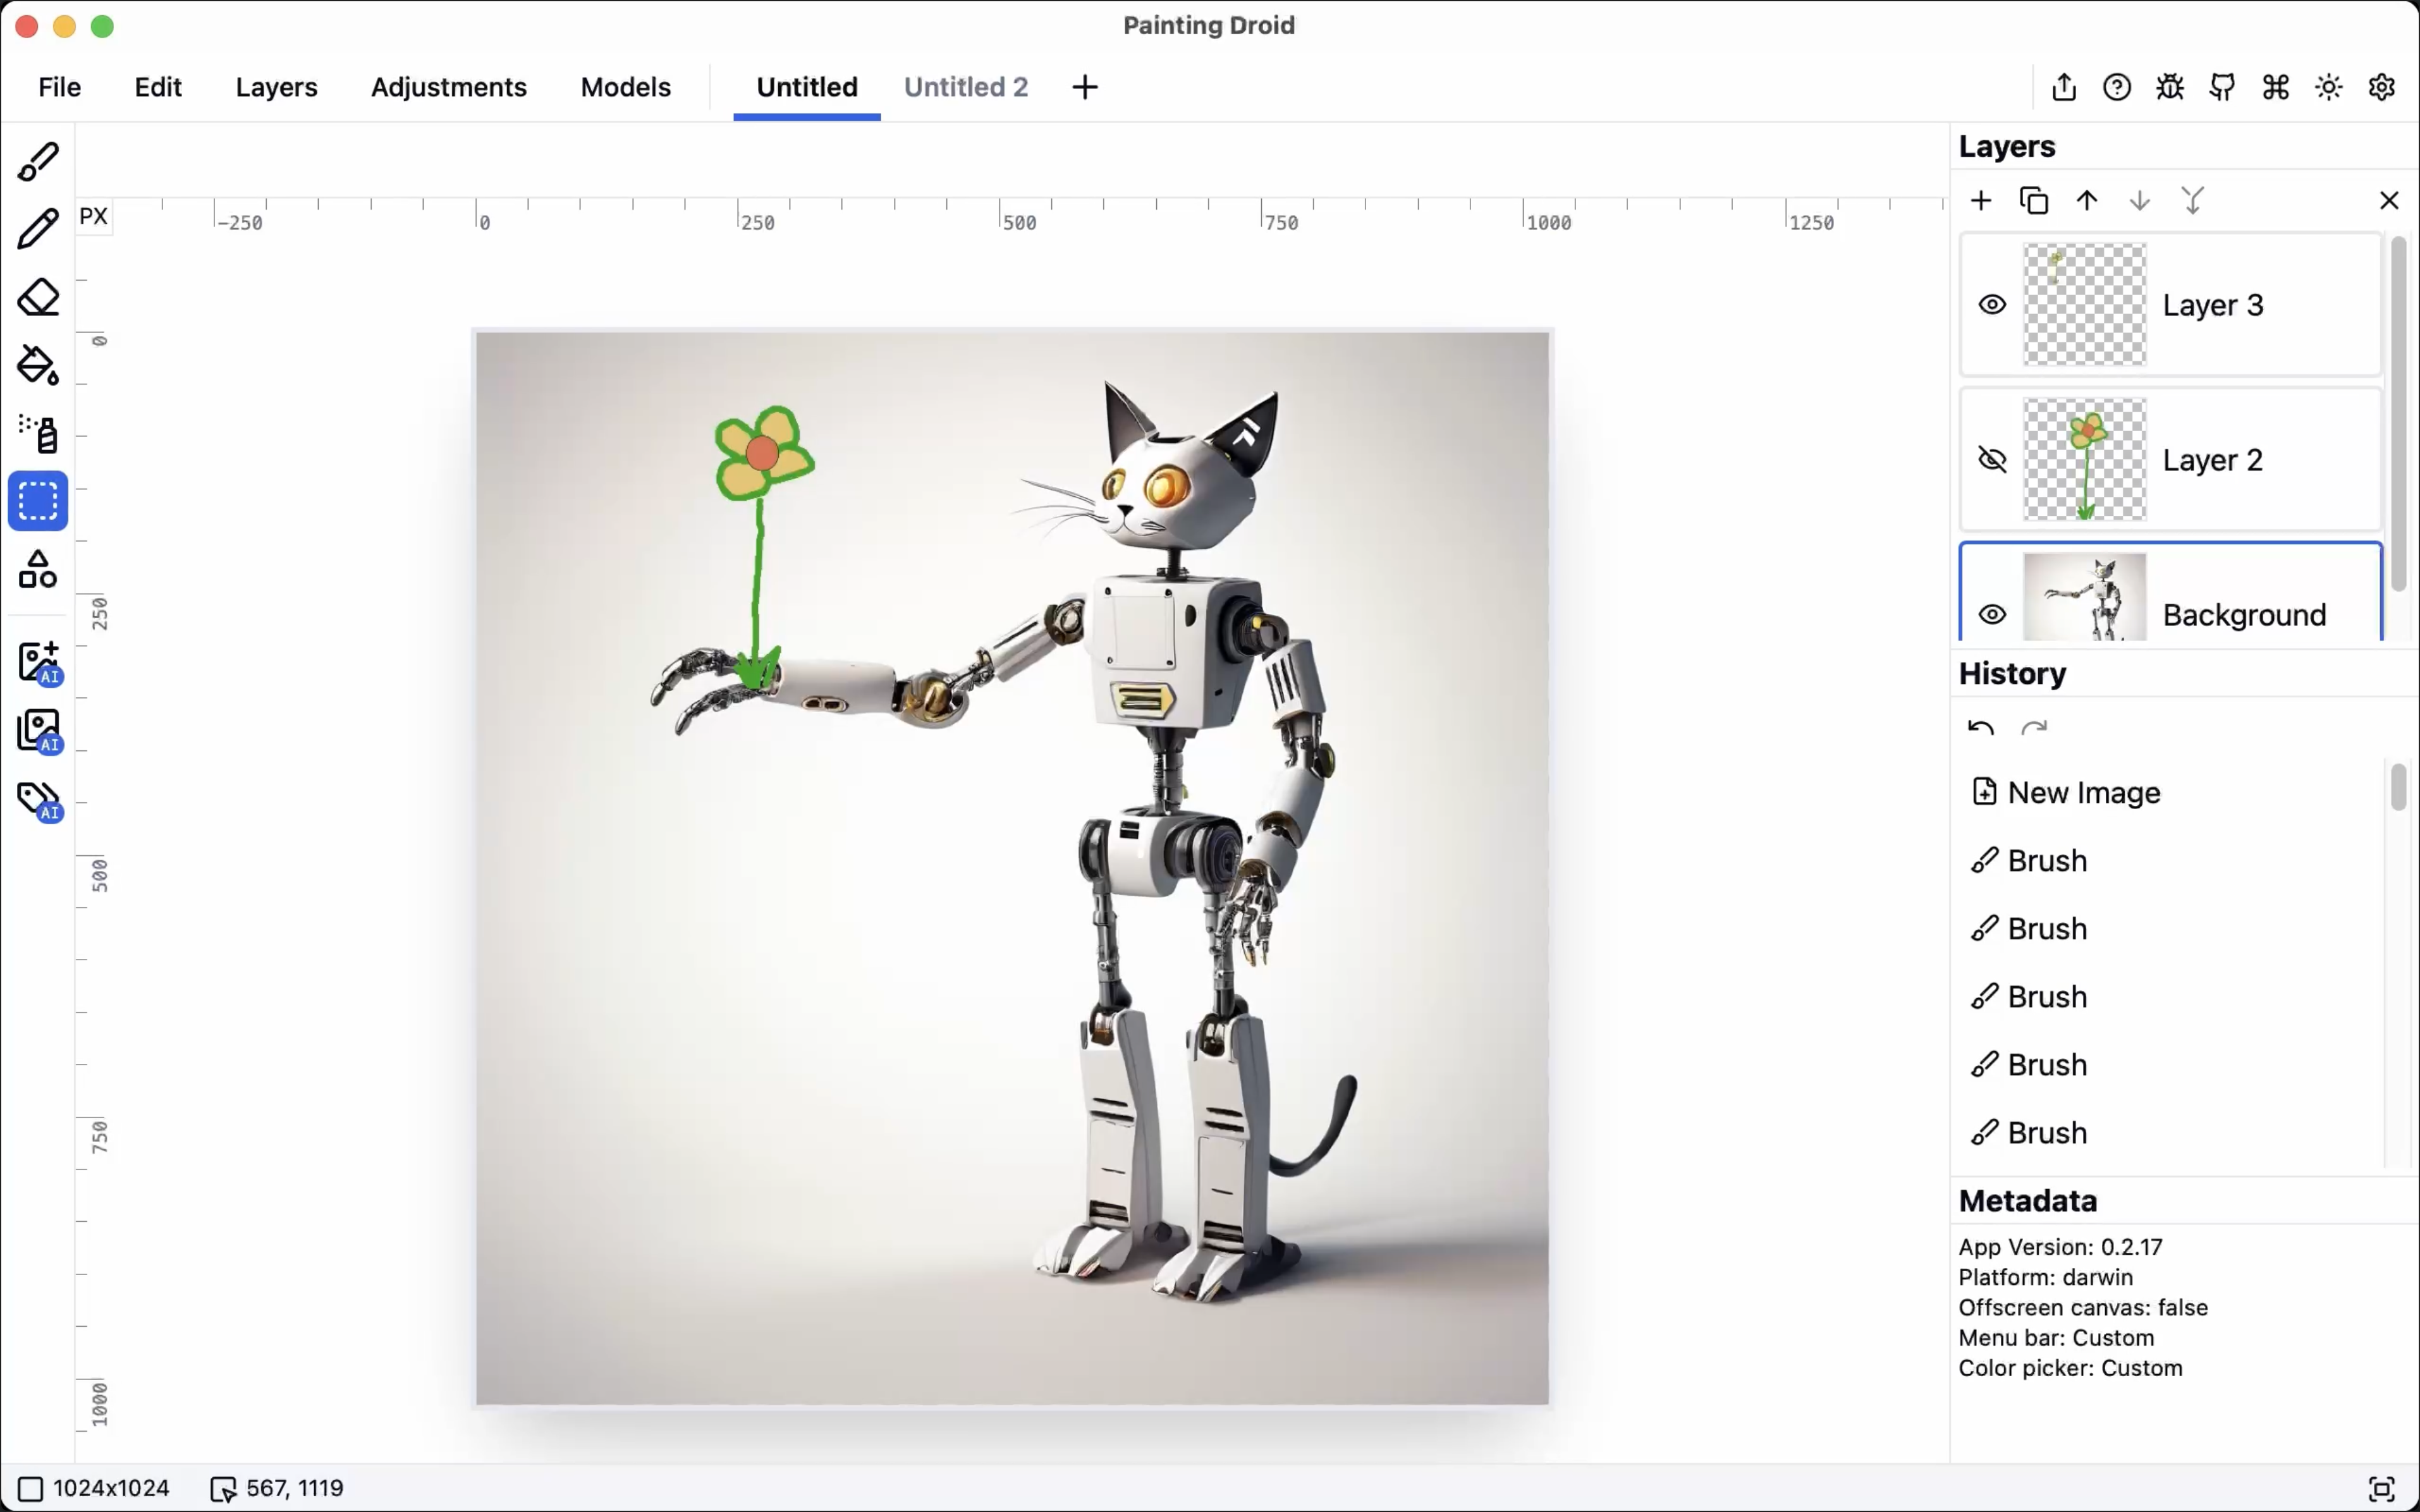 Painting Droid
File Edit Layers Adjustments Models Untitled Untitled 2
Layers
PX -250 0 250 500 750 1000 1250
0
250
500
750
1000
Layer 3
Layer 2
Background
AI
AI
AI
History
New Image
Brush
Brush
Brush
Brush
Brush
Metadata
App Version: 0.2.17
Platform: darwin
Offscreen canvas: false
Menu bar: Custom
Color picker: Custom
1024x1024 567, 1119